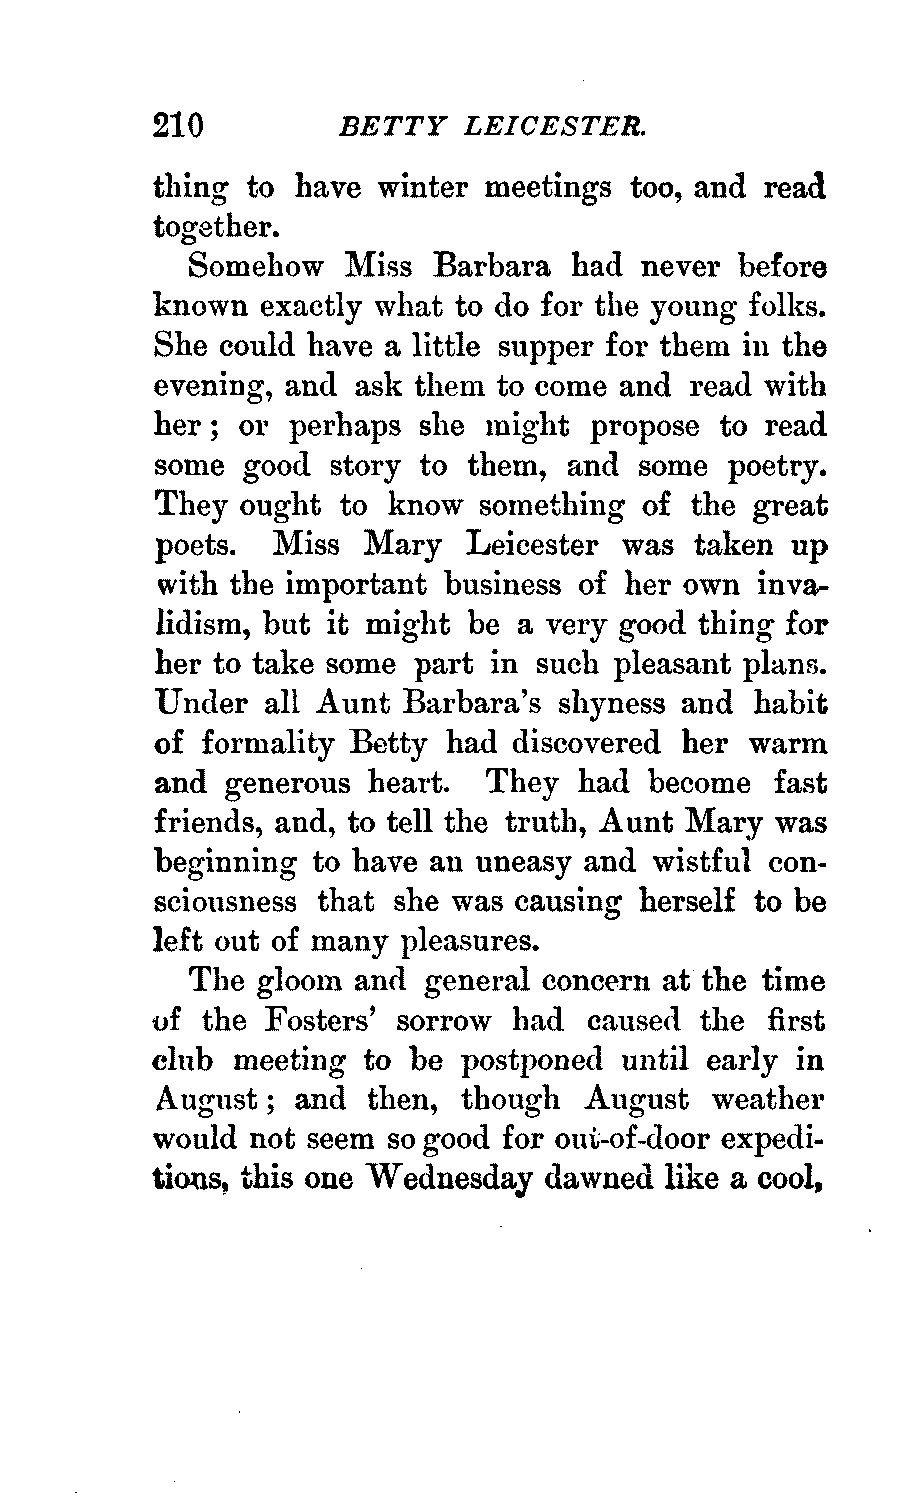 210 BETTY LEICESTER.
thing to have winter meetings too, and read
together.
Somehow Miss Barbara had never before
known exactly what to do for the young folks.
She could have a little supper for them in the
evening, and ask them to come and read with
her ; or perhaps she might propose to read
some good story to them, and some poetry.
They ought to know something of the great
poets. Miss Mary Leicester was taken up
with the important business of her own inva-
lidism, but it might be a very good thing for
her to take some part in such pleasant plans.
Under all Aunt Barbara's shyness and habit
of formality Betty had discovered her warm
and generous heart. They had become fast
friends, and, to tell the truth, Aunt Mary was
beginning to have an uneasy and wistful con-
sciousness that she was causing herself to be
left out of many pleasures.
The gloom and general concern at the time
of the Fosters' sorrow had caused the first
club meeting to be postponed until early in
August ; and then, though August weather
would not seem so good for out-of-door expedi-
tions, this one Wednesday dawned like a cool,